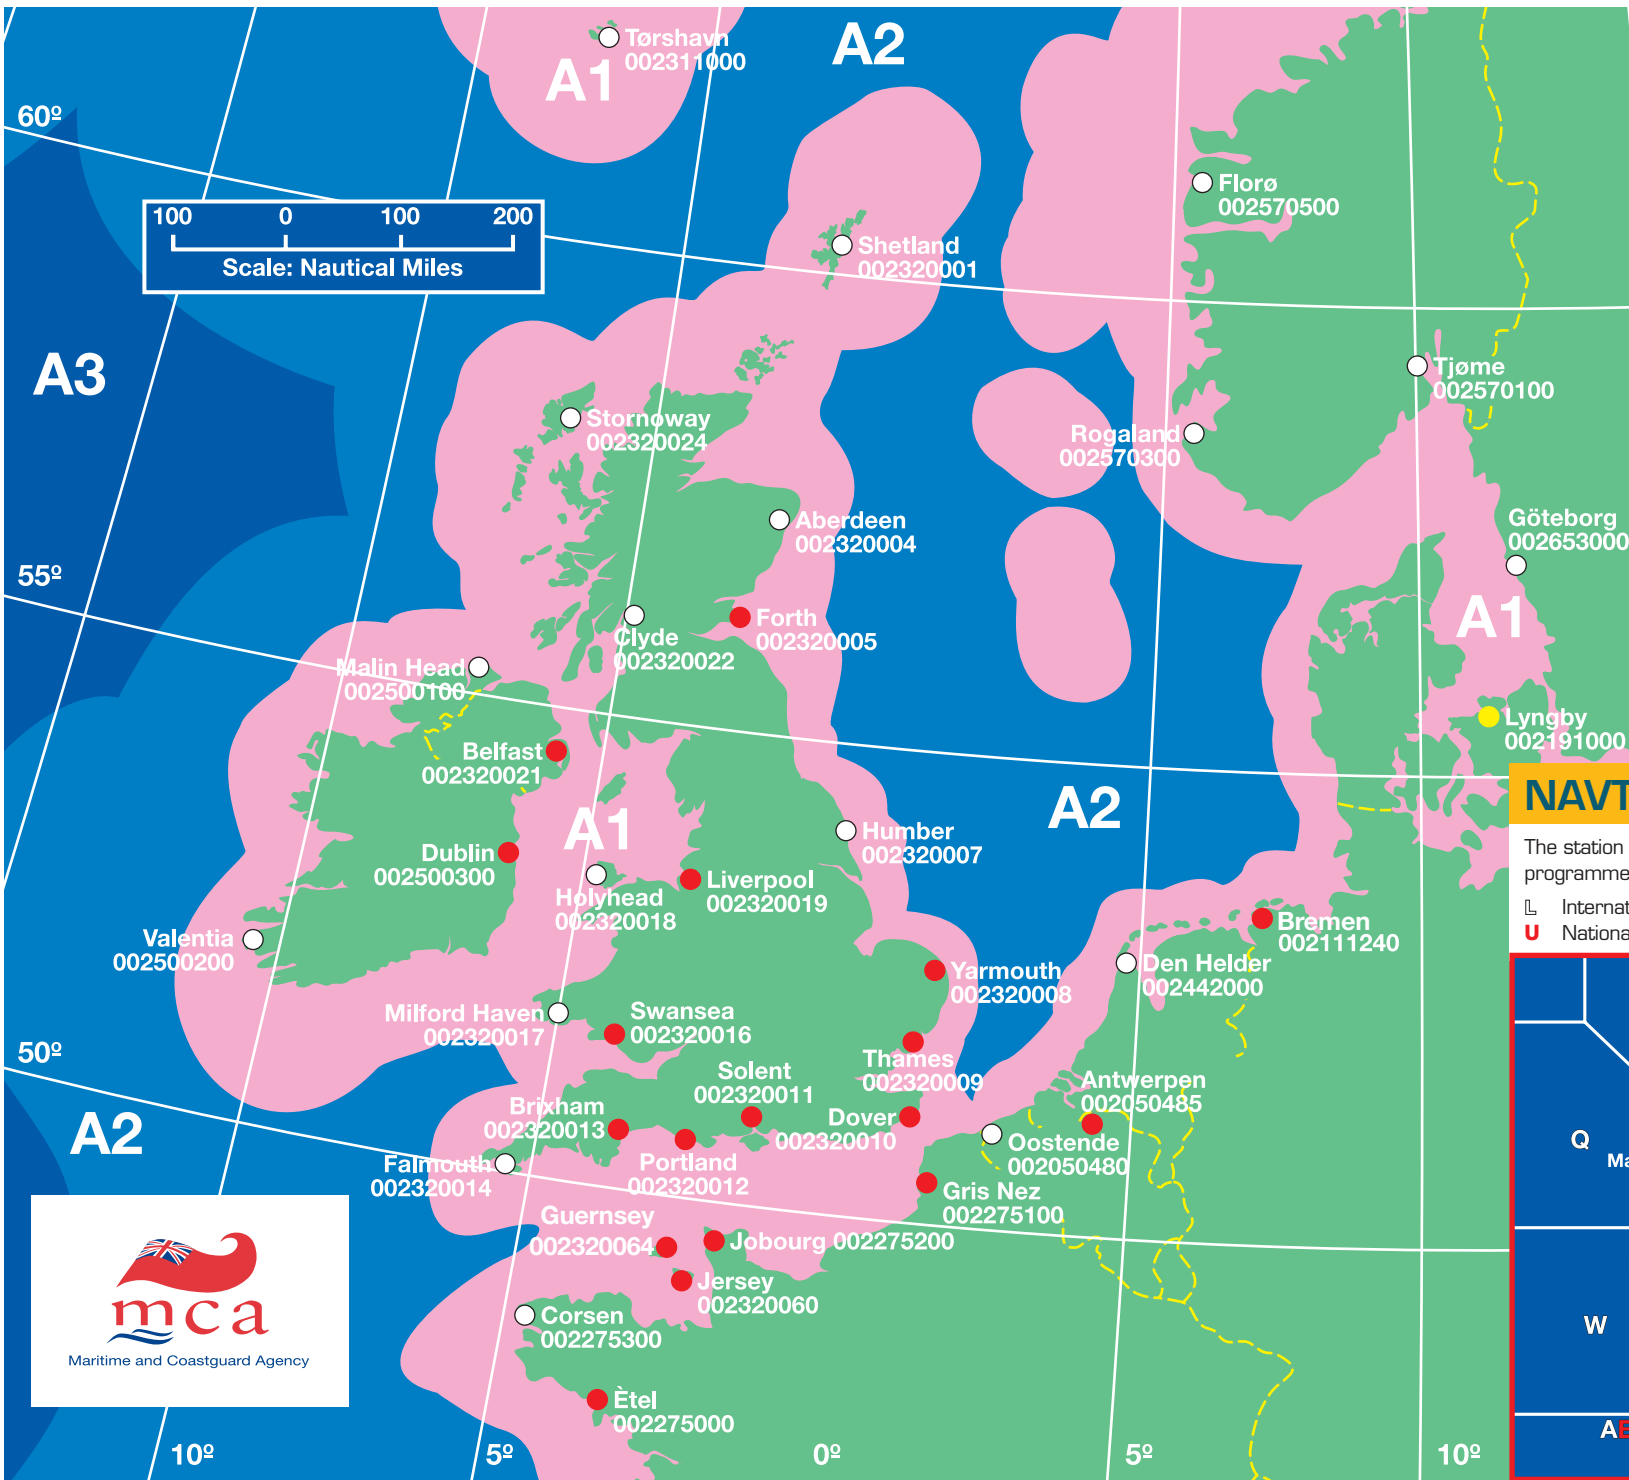 Tørshavn
002311000
A1
A2
60º
100 0 100 200
Scale: Nautical Miles
Florø
002570500
Shetland
002320001
A3
Tjøme
002570100
Stornoway
002320024
Rogaland
002570300
Aberdeen
002320004
Göteborg
002653000
55º
Forth
002320005
Clyde
002320022
A1
Malin Head
002500100
Lyngby
002191000
Belfast
002320021
A2
A1
Humber
002320007
Dublin
002500300
Liverpool
002320019
Holyhead
002320018
NAVT
The station
programme
L Internat
U Nationa
Valentia
002500200
Bremen
002111240
Den Helder
002442000
Yarmouth
002320008
Milford Haven
002320017
Swansea
002320016
50º
Thames
002320009
Solent
002320011
Antwerpen
002050485
A2
Brixham
002320013
Dover
002320010
Oostende
002050480
Q
Ma
Falmouth
002320014
Portland
002320012
Gris Nez
002275100
Guernsey
002320064
Jobourg 002275200
Jersey
002320060
mca
Maritime and Coastguard Agency
Corsen
002275300
W
Ètel
002275000
AE
10º 5º 0º 5º 10º